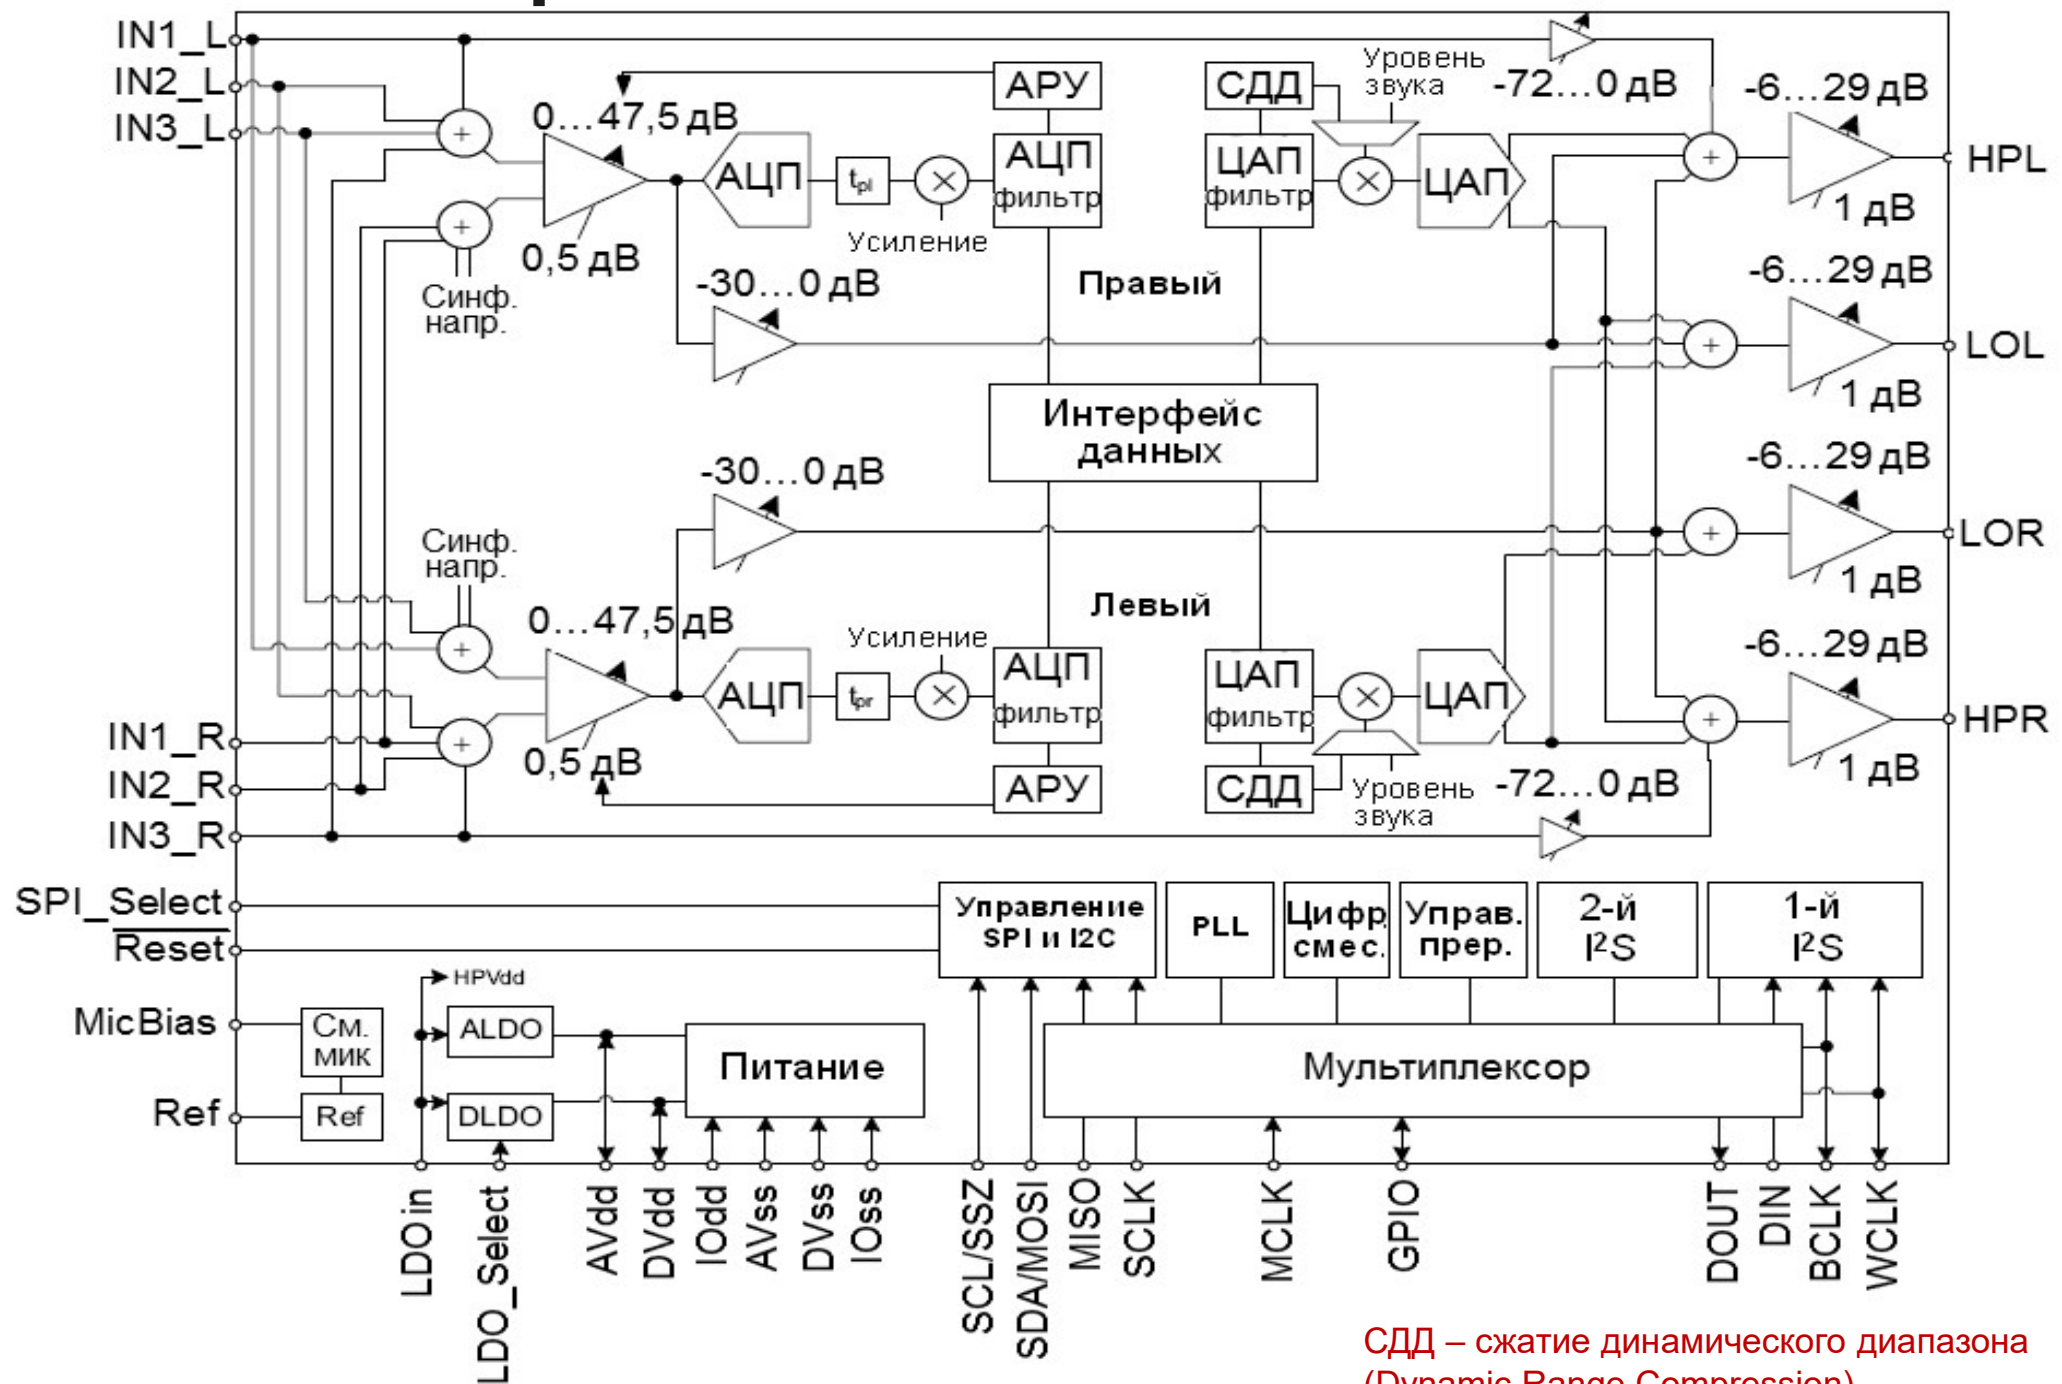 IN1_L
IN2_L
IN3_L
0...47,5 дВ
0,5 дВ
Синф.
напр.
АРУ
АЦП
t_pl
Усиление
АЦП
фильтр
СДД
Уровень
звука
ЦАП
фильтр
ЦАП
-72...0 дВ
-6...29 дВ
1 дВ
HPL
-30...0 дВ
Правый
-6...29 дВ
1 дВ
LOL
Интерфейс
данных
-30...0 дВ
-6...29 дВ
1 дВ
LOR
Синф.
напр.
Левый
0...47,5 дВ
0,5 дВ
АЦП
t_pr
Усиление
АЦП
фильтр
АРУ
ЦАП
фильтр
СДД
Уровень
звука
ЦАП
-72...0 дВ
-6...29 дВ
1 дВ
HPR
IN1_R
IN2_R
IN3_R
SPI_Select
Reset
MicBias
Ref
См.
мик
Ref
HPVdd
ALDO
DLDO
Питание
Управление
SPI и I2C
PLL
Цифр
смес.
Управ.
прер.
2-й
I²S
1-й
I²S
Мультиплексор
LDOin
LDO_Select
AVdd
DVdd
IOdd
AVss
DVss
IOss
SCL/SSZ
SDA/MOSI
MISO
SCLK
MCLK
GPIO
DOUT
DIN
BCLK
WCLK
СДД – сжатие динамического диапазона
(Dynamic Range Compression)